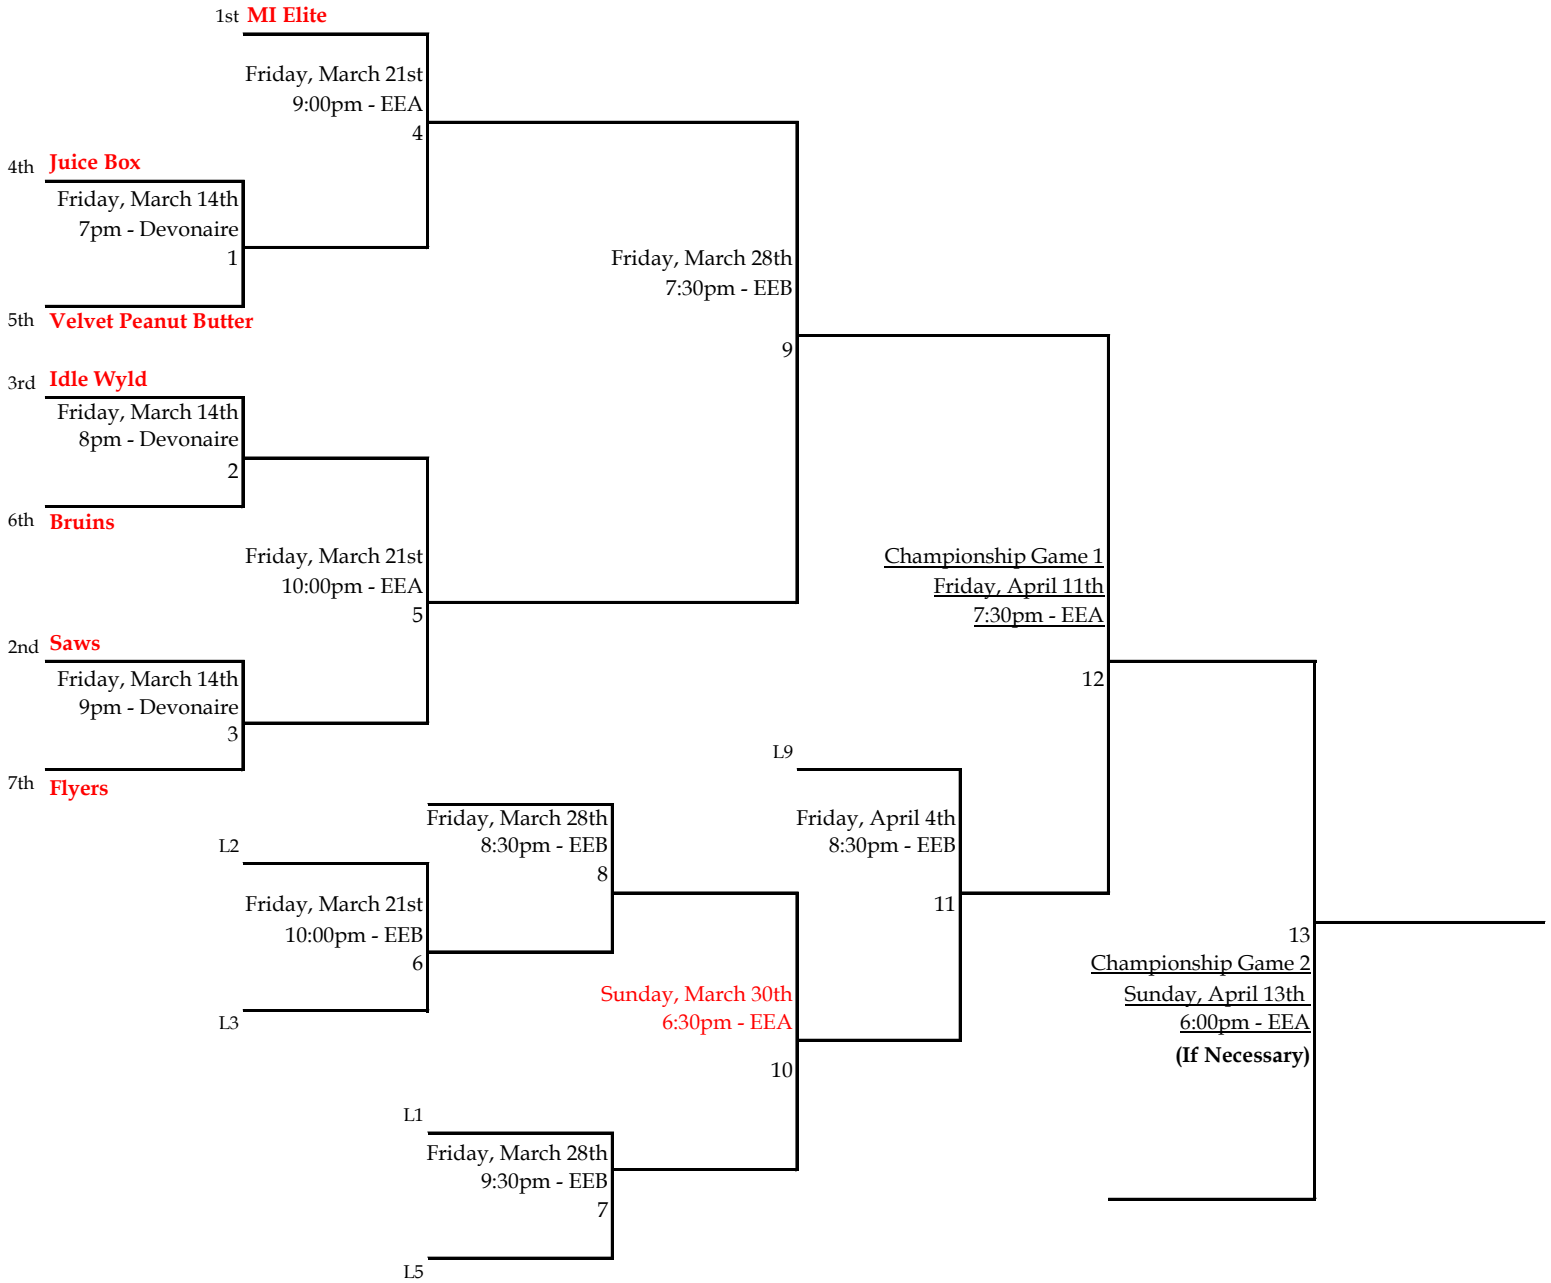 1st MI Elite
Friday, March 21st
9:00pm - EEA
4
4th Juice Box
Friday, March 14th
7pm - Devonaire
1
5th Velvet Peanut Butter
Friday, March 28th
7:30pm - EEB
9
3rd Idle Wyld
Friday, March 14th
8pm - Devonaire
2
6th Bruins
Friday, March 21st
10:00pm - EEA
5
2nd Saws
Friday, March 14th
9pm - Devonaire
3
7th Flyers
Championship Game 1
Friday, April 11th
7:30pm - EEA
12
L9
Friday, April 4th
8:30pm - EEB
11
Friday, March 28th
8:30pm - EEB
8
L2
Friday, March 21st
10:00pm - EEB
6
L3
Sunday, March 30th
6:30pm - EEA
10
13
Championship Game 2
Sunday, April 13th
6:00pm - EEA
(If Necessary)
L1
Friday, March 28th
9:30pm - EEB
7
L5